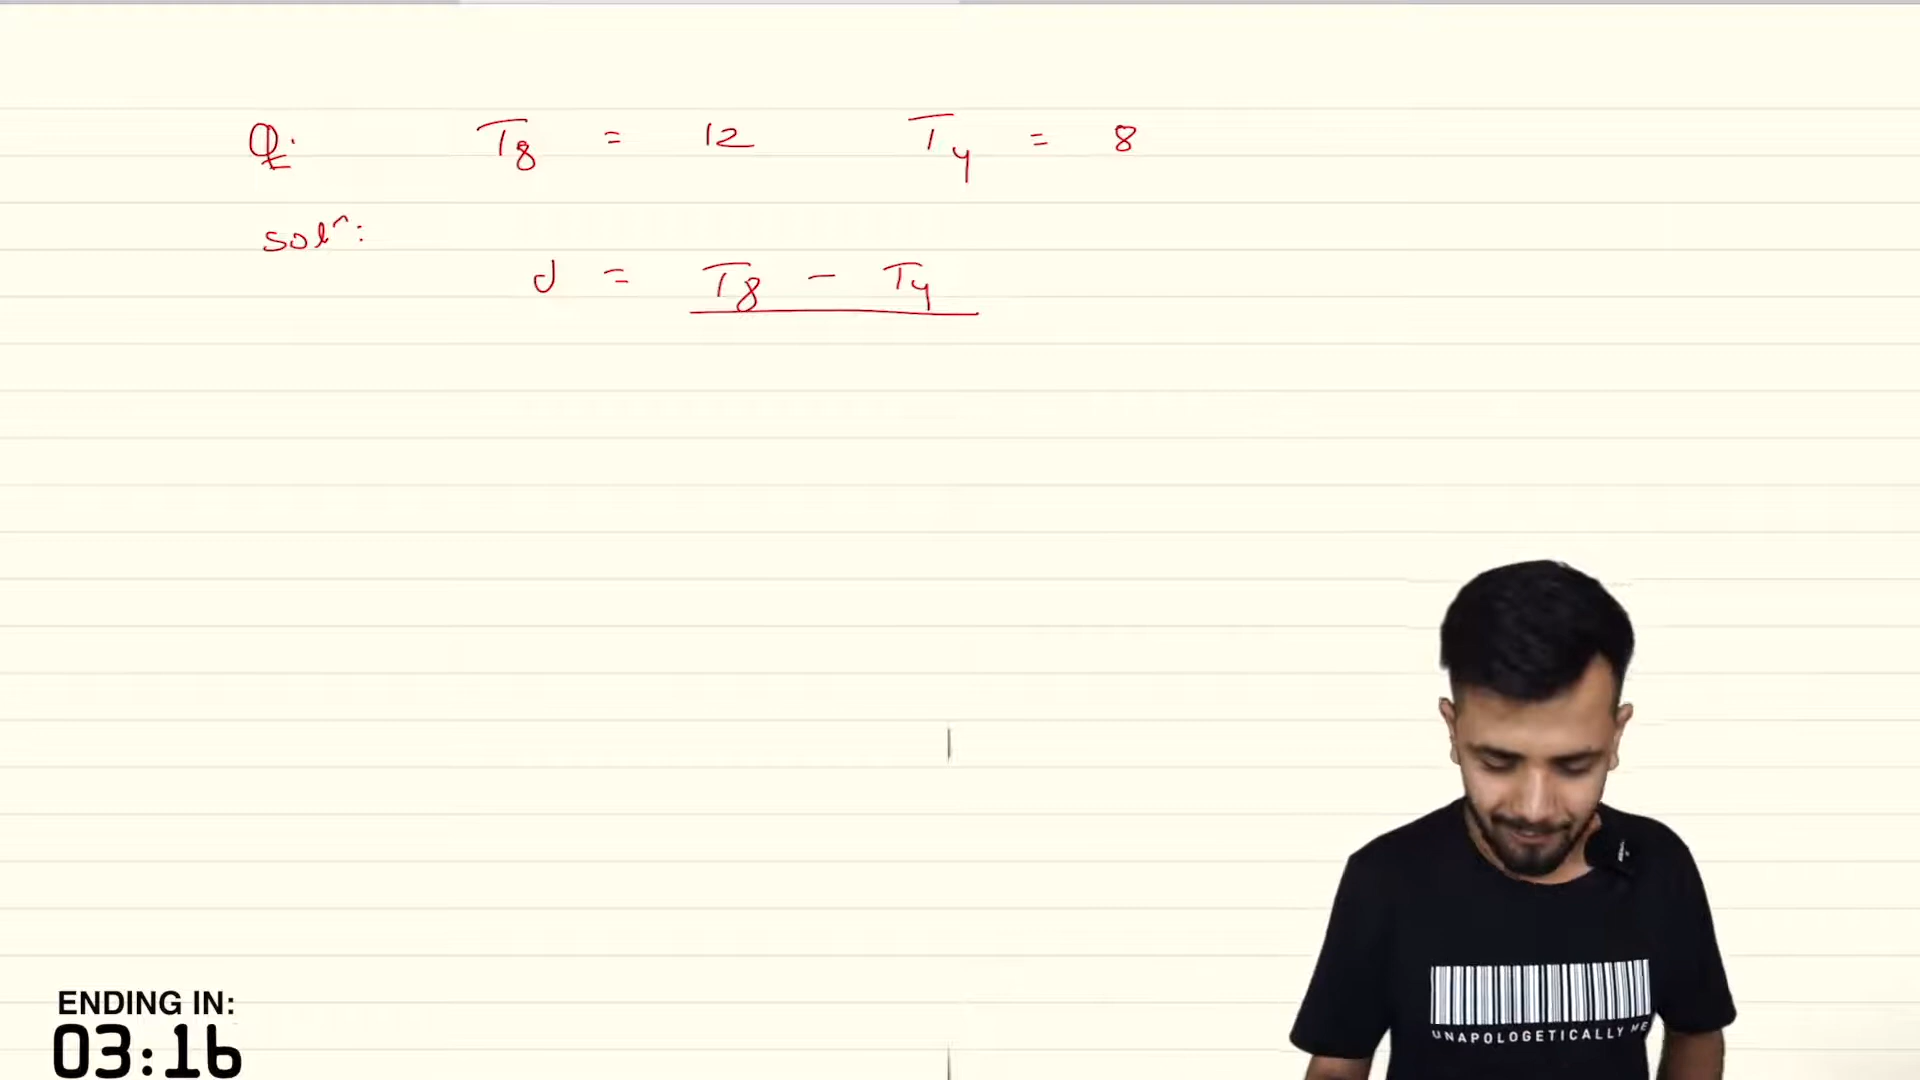 Q. T8 = 12 T4 = 8
solⁿ:
d = T8 - T4
ENDING IN:
03:16
UNAPOLOGETICALLY ME